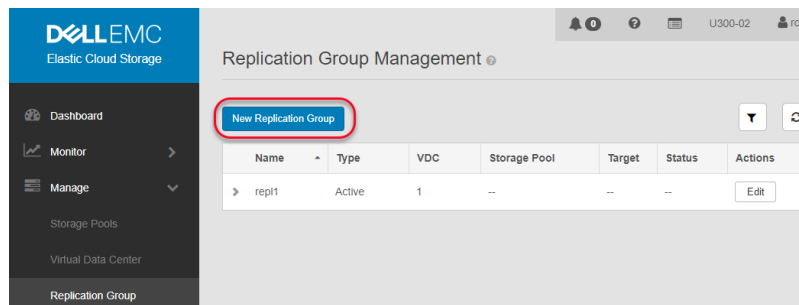 DELLEMC
Elastic Cloud Storage
0
U300-02
Replication Group Management
Dashboard
Monitor
Manage
Storage Pools
Virtual Data Center
Replication Group
New Replication Group
Name Type VDC Storage Pool Target Status Actions
repl1 Active 1 -- -- -- Edit